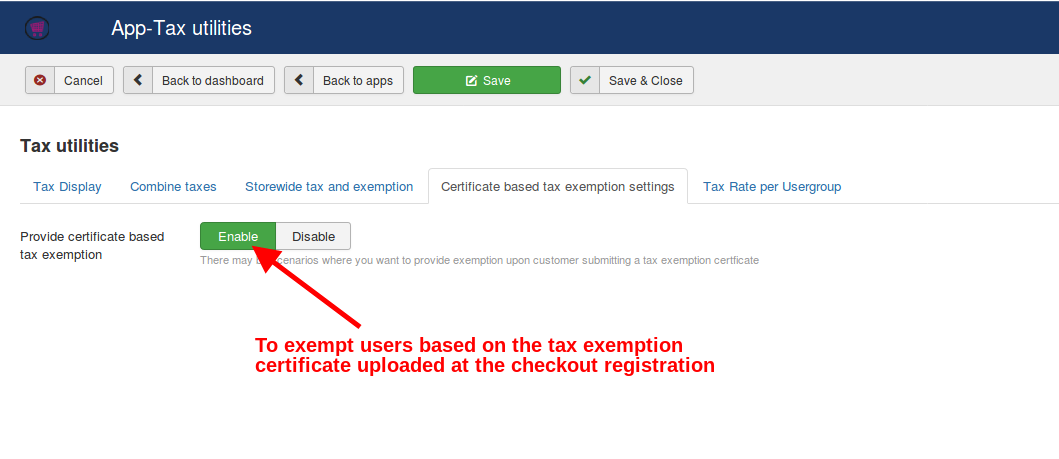 App-Tax utilities
Cancel Back to dashboard Back to apps Save Save & Close
Tax utilities
Tax Display Combine taxes Storewide tax and exemption Certificate based tax exemption settings Tax Rate per Usergroup
Provide certificate based
tax exemption
Enable Disable
There may scenarios where you want to provide exemption upon customer submitting a tax exemption certficate
To exempt users based on the tax exemption
certificate uploaded at the checkout registration